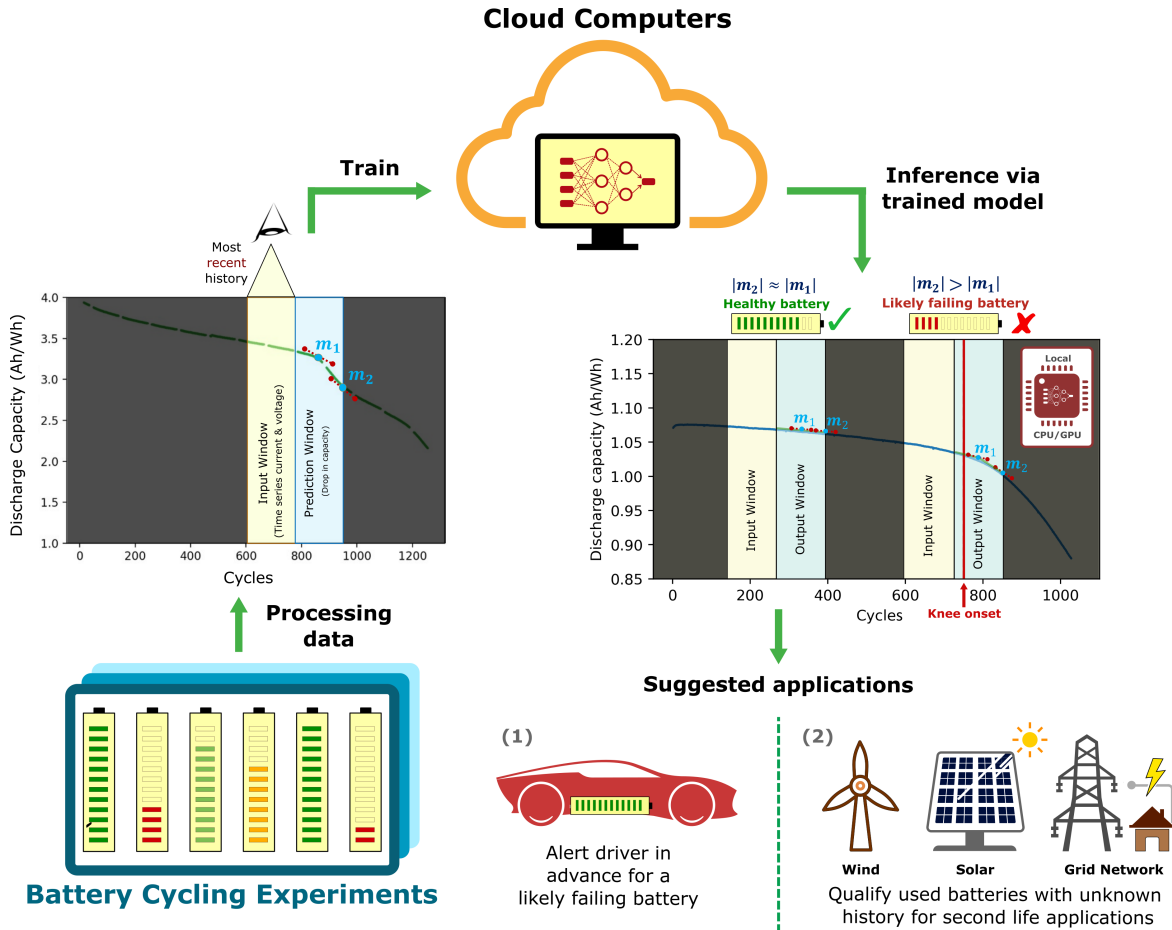 Cloud Computers
Train
Inference via
trained model
Most
recent
history
|m₂| ≈ |m₁|
Healthy battery
|m₂| > |m₁|
Likely failing battery
Discharge Capacity (Ah/Wh)
4.0
3.5
3.0
2.5
2.0
1.5
1.0
m₁
m₂
Input Window
(Time series current & voltage)
Prediction Window
(Drop in capacity)
0
200
400
600
800
1000
1200
Cycles
Discharge capacity (Ah/Wh)
1.20
1.15
1.10
1.05
1.00
0.95
0.90
0.85
Local
CPU/GPU
m₁
m₂
m₁
m₂
Input Window
Output Window
Input Window
Output Window
0
200
400
600
800
1000
Cycles
Knee onset
Processing
data
Battery Cycling Experiments
Suggested applications
(1)
Alert driver in
advance for a
likely failing battery
(2)
Wind
Solar
Grid Network
Qualify used batteries with unknown
history for second life applications